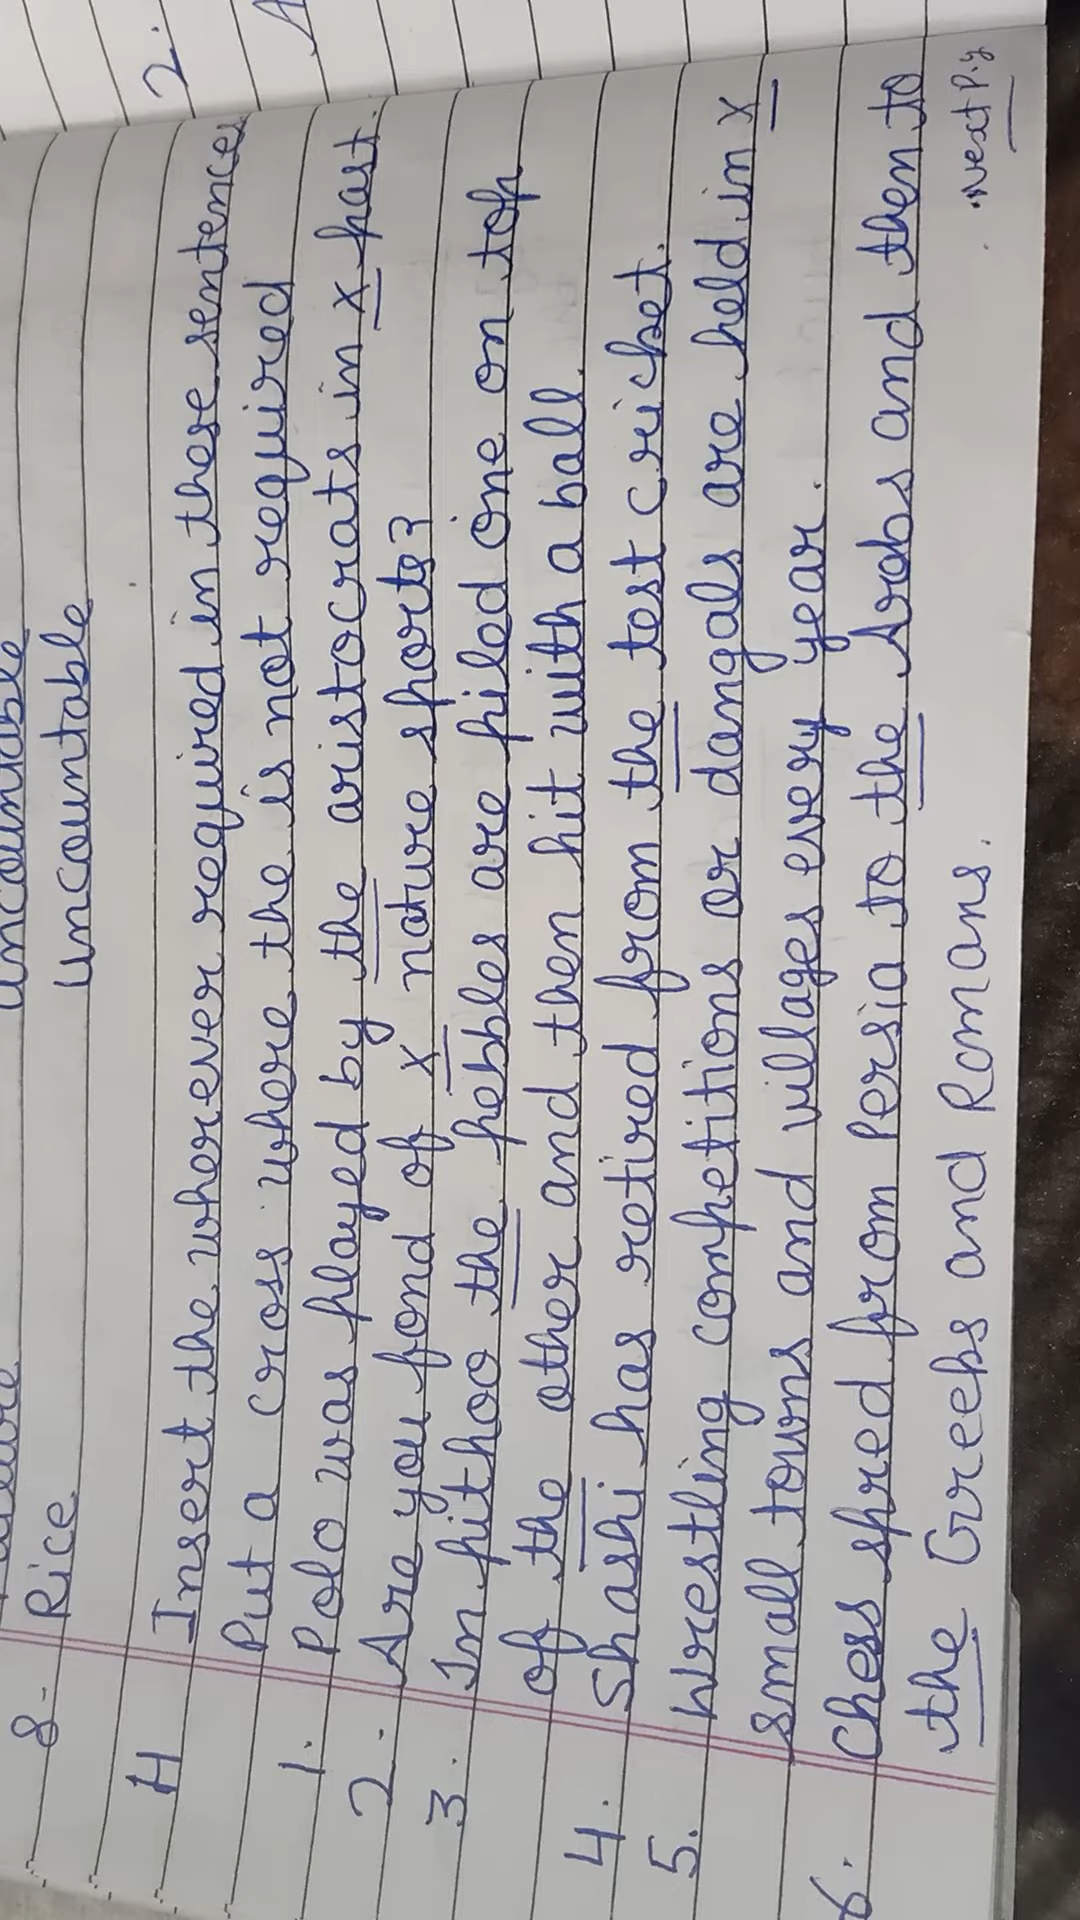 uncountable
8- Rice uncountable
2.
H Insert the wherever required in these sentences
Put a cross where the is not required
1. Polo was played by the aristocrats in x past.
2. Are you fond of x nature sports?
3. In pithoo the pebbles are piled one on top
of the other and then hit with a ball.
4. Shashi has retired from the test cricket.
5. Wrestling competitions or dangals are held in x
small towns and villages every year.
6. Chess spred from Persia to the Arabs and then to
the Greeks and Romans.
Next P.g